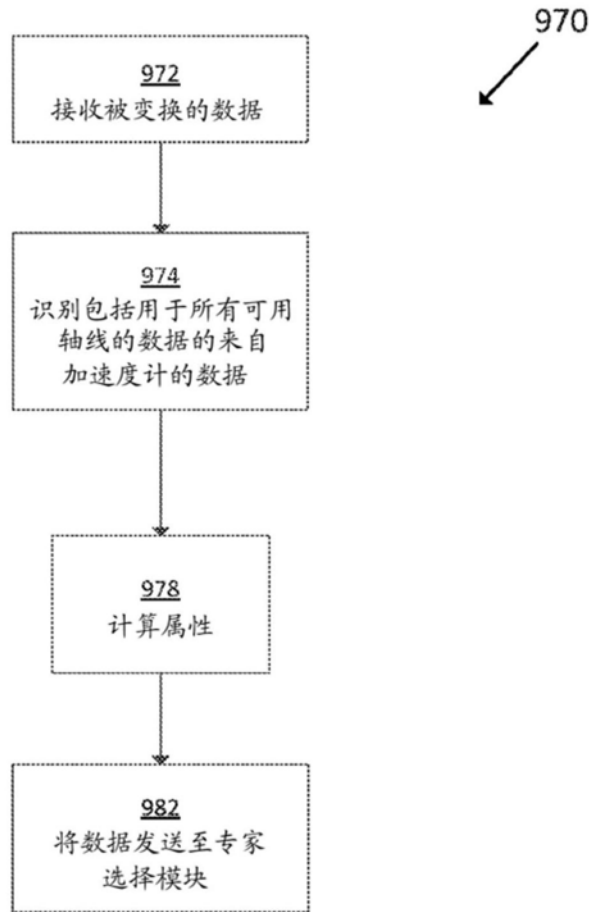 970
972
接收被变换的数据
974
识别包括用于所有可用
轴线的数据的来自
加速度计的数据
978
计算属性
982
将数据发送至专家
选择模块